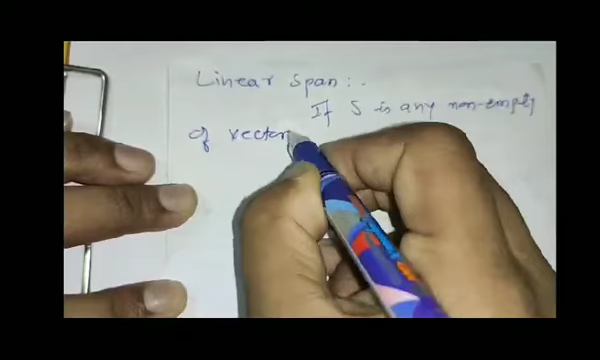 Linear Span:-
If S is any non-empty
of vector